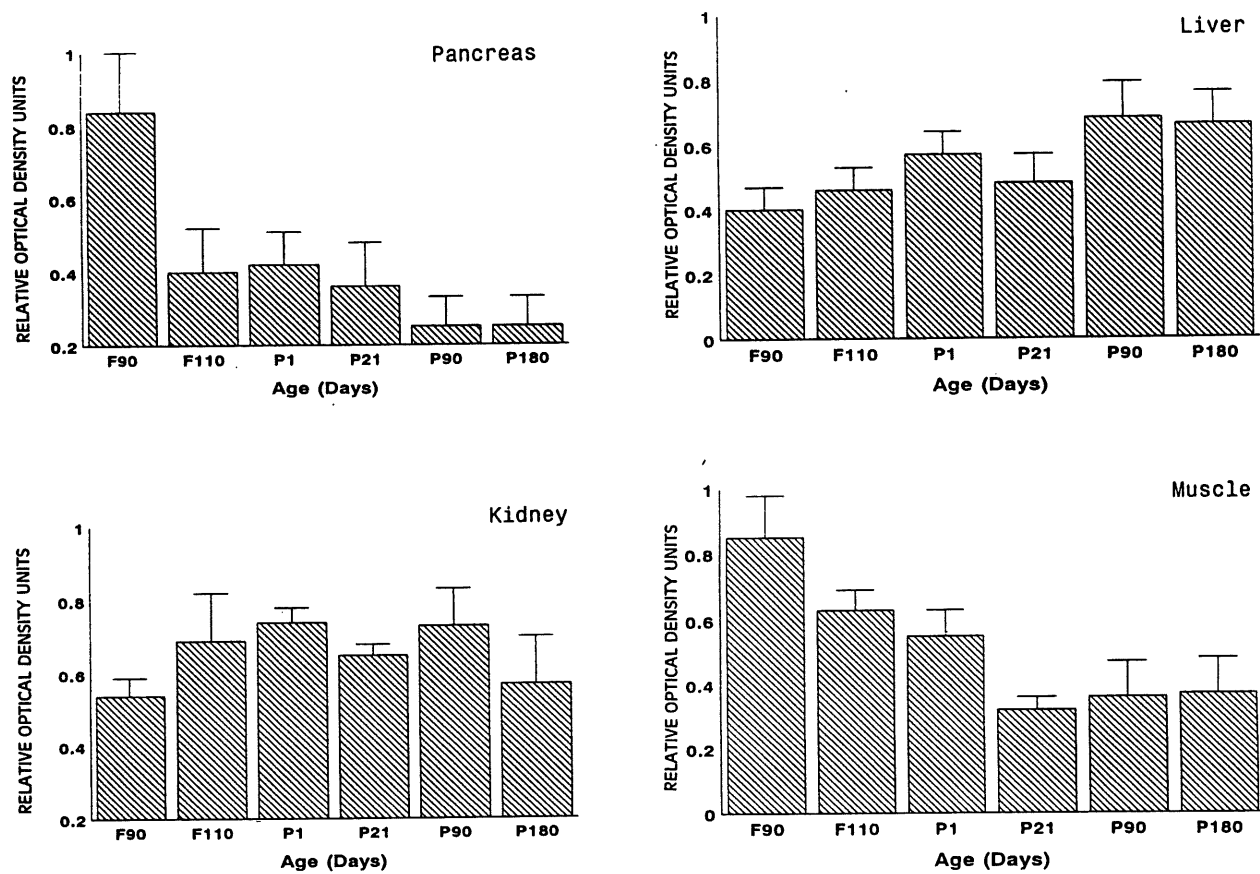 Pancreas
RELATIVE OPTICAL DENSITY UNITS
1
0.8
0.6
0.4
0.2
F90 F110 P1 P21 P90 P180
Age (Days)
Liver
RELATIVE OPTICAL DENSITY UNITS
1
0.8
0.6
0.4
0.2
0
F90 F110 P1 P21 P90 P180
Age (Days)
Kidney
RELATIVE OPTICAL DENSITY UNITS
1
0.8
0.6
0.4
0.2
F90 F110 P1 P21 P90 P180
Age (Days)
Muscle
RELATIVE OPTICAL DENSITY UNITS
1
0.8
0.6
0.4
0.2
0
F90 F110 P1 P21 P90 P180
Age (Days)